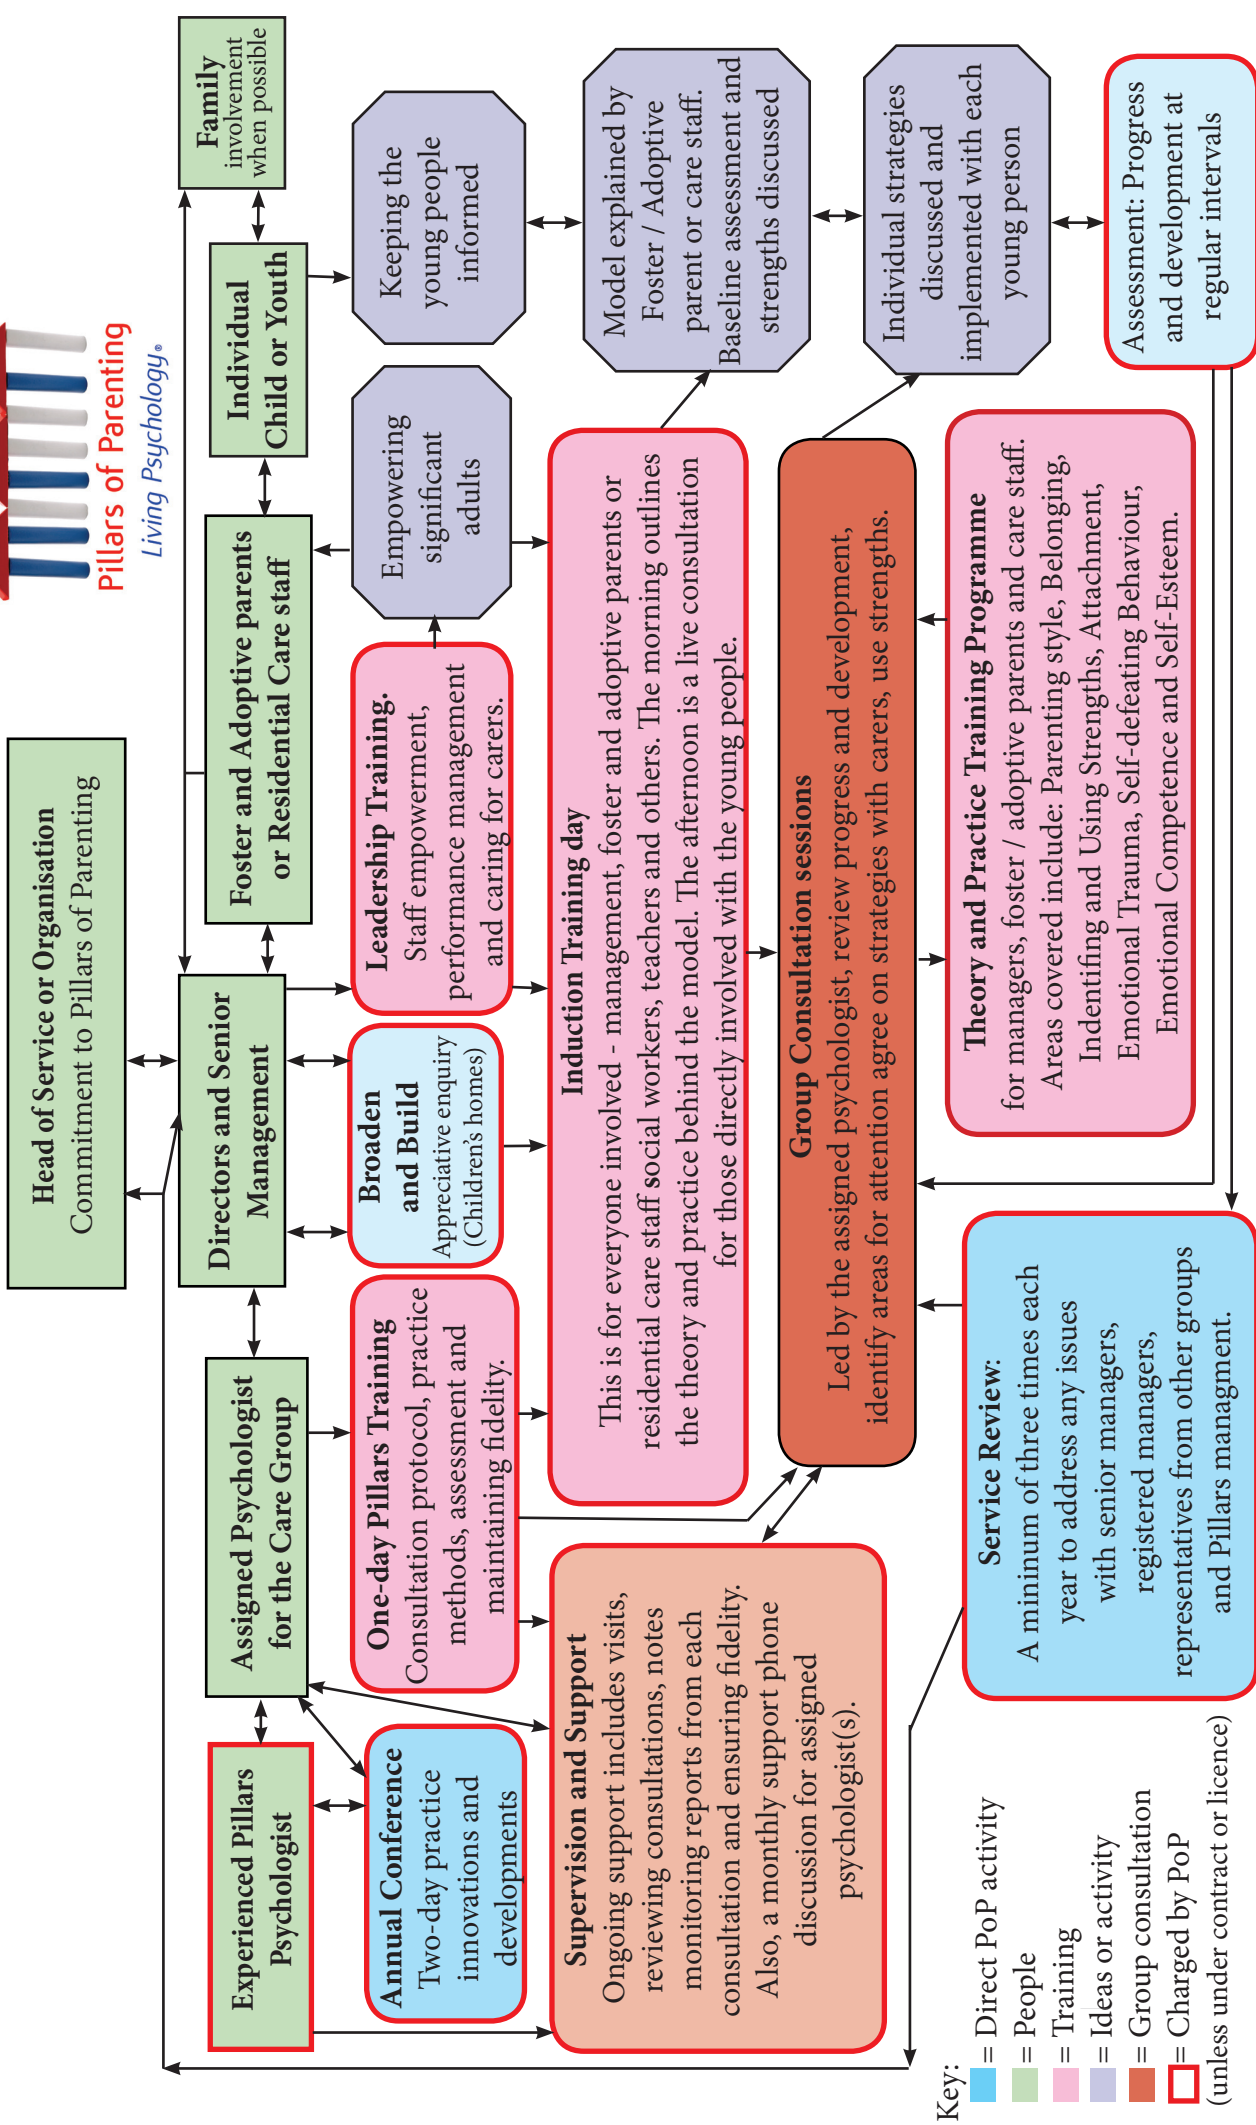 Pillars of Parenting
Living Psychology®
Head of Service or Organisation
Commitment to Pillars of Parenting
Experienced Pillars
Psychologist
Assigned Psychologist
for the Care Group
Directors and Senior
Management
Foster and Adoptive parents
or Residential Care staff
Individual
Child or Youth
Family
involvement
when possible
Annual Conference
Two-day practice
innovations and
developments
One-day Pillars Training
Consultation protocol, practice
methods, assessment and
maintaining fidelity.
Broaden
and Build
Appreciative enquiry
(Children's homes)
Leadership Training.
Staff empowerment,
performance management
and caring for carers.
Empowering
significant
adults
Keeping the
young people
informed
Supervision and Support
Ongoing support includes visits,
reviewing consultations, notes
monitoring reports from each
consultation and ensuring fidelity.
Also, a monthly support phone
discussion for assigned
psychologist(s).
Induction Training day
This is for everyone involved - management, foster and adoptive parents or
residential care staff social workers, teachers and others. The morning outlines
the theory and practice behind the model. The afternoon is a live consultation
for those directly involved with the young people.
Model explained by
Foster / Adoptive
parent or care staff.
Baseline assessment and
strengths discussed
Group Consultation sessions
Led by the assigned psychologist, review progress and development,
identify areas for attention agree on strategies with carers, use strengths.
Individual strategies
discussed and
implemented with each
young person
Service Review:
A mininum of three times each
year to address any issues
with senior managers,
registered managers,
representatives from other groups
and Pillars managment.
Theory and Practice Training Programme
for managers, foster / adoptive parents and care staff.
Areas covered include: Parenting style, Belonging,
Indentifing and Using Strengths, Attachment,
Emotional Trauma, Self-defeating Behaviour,
Emotional Competence and Self-Esteem.
Assessment: Progress
and development at
regular intervals
Key:
= Direct PoP activity
= People
= Training
= Ideas or activity
= Group consultation
= Charged by PoP
(unless under contract or licence)